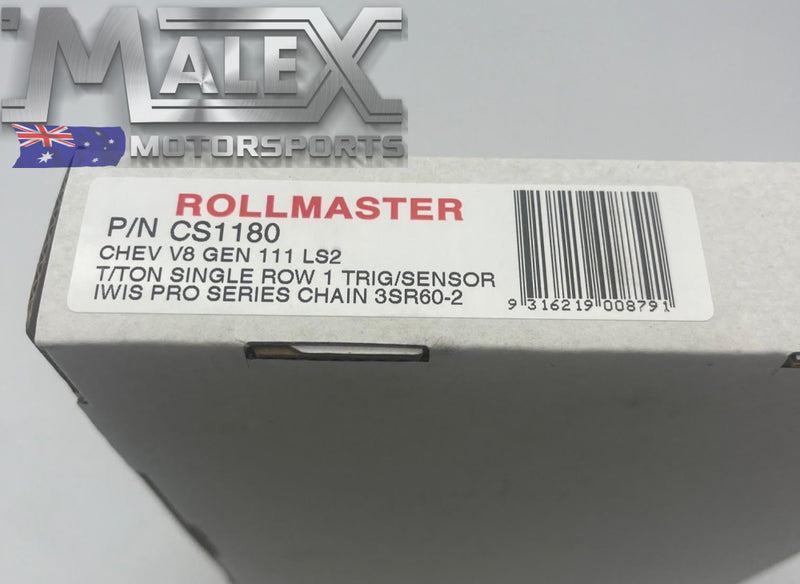 MALEX
MOTORSPORTS
ROLLMASTER
P/N CS1180
CHEV V8 GEN 111 LS2
T/TON SINGLE ROW 1 TRIG/SENSOR
IWIS PRO SERIES CHAIN 3SR60-2
9 316219 008791